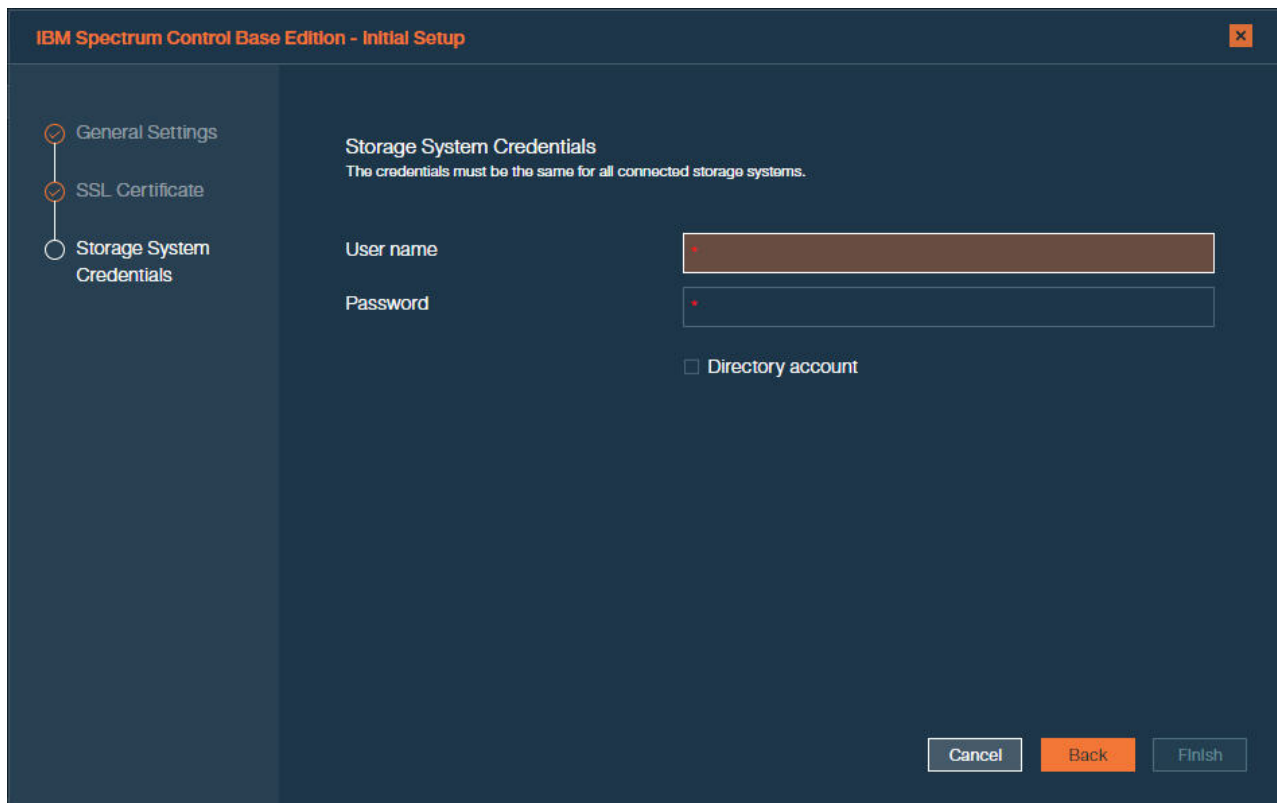 IBM Spectrum Control Base Edition - Initial Setup
General Settings
SSL Certificate
Storage System
Credentials
Storage System Credentials
The credentials must be the same for all connected storage systems.
User name
*
Password
*
Directory account
Cancel
Back
Finish